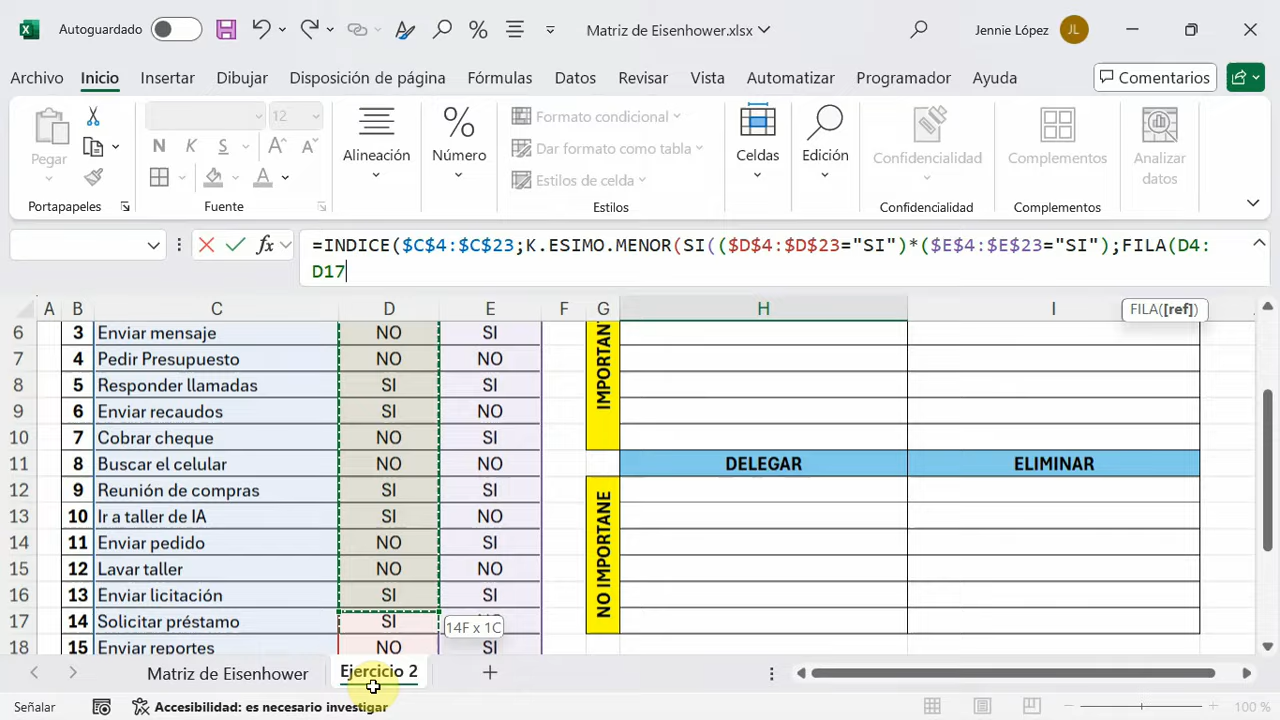 Autoguardado
Matriz de Eisenhower.xlsx
Jennie López
JL
Archivo Inicio Insertar Dibujar Disposición de página Fórmulas Datos Revisar Vista Automatizar Programador Ayuda
Comentarios
Pegar
12
N K S
Alineación
Número
Formato condicional
Dar formato como tabla
Estilos de celda
Celdas
Edición
Confidencialidad
Complementos
Analizar datos
Portapapeles
Fuente
Estilos
Confidencialidad
Complementos
=INDICE($C$4:$C$23;K.ESIMO.MENOR(SI(($D$4:$D$23="SI")*($E$4:$E$23="SI");FILA(D4:
D17
A B C D E F G H I
FILA([ref])
6 3 Enviar mensaje NO SI
7 4 Pedir Presupuesto NO NO
8 5 Responder llamadas SI SI
9 6 Enviar recaudos SI NO
10 7 Cobrar cheque NO SI
11 8 Buscar el celular NO NO
12 9 Reunión de compras SI SI
13 10 Ir a taller de IA SI NO
14 11 Enviar pedido NO SI
15 12 Lavar taller NO NO
16 13 Enviar licitación SI SI
17 14 Solicitar préstamo SI NO
18 15 Enviar reportes NO SI
IMPORTAN
DELEGAR
ELIMINAR
NO IMPORTANE
14F x 1C
Matriz de Eisenhower
Ejercicio 2
Señalar
Accesibilidad: es necesario investigar
100 %